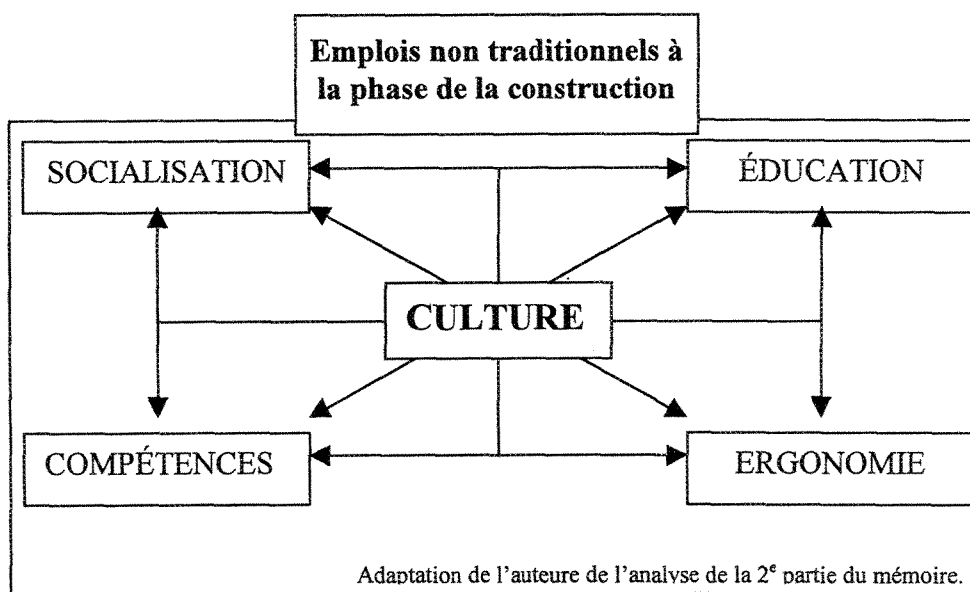 Emplois non traditionnels à
la phase de la construction
SOCIALISATION
ÉDUCATION
CULTURE
COMPÉTENCES
ERGONOMIE
Adaptation de l'auteure de l'analyse de la 2e partie du mémoire.